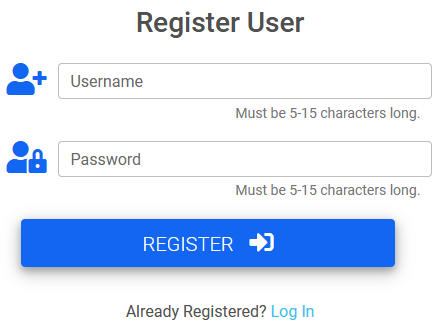 Register User
Username
Must be 5-15 characters long.
Password
Must be 5-15 characters long.
REGISTER
Already Registered? Log In